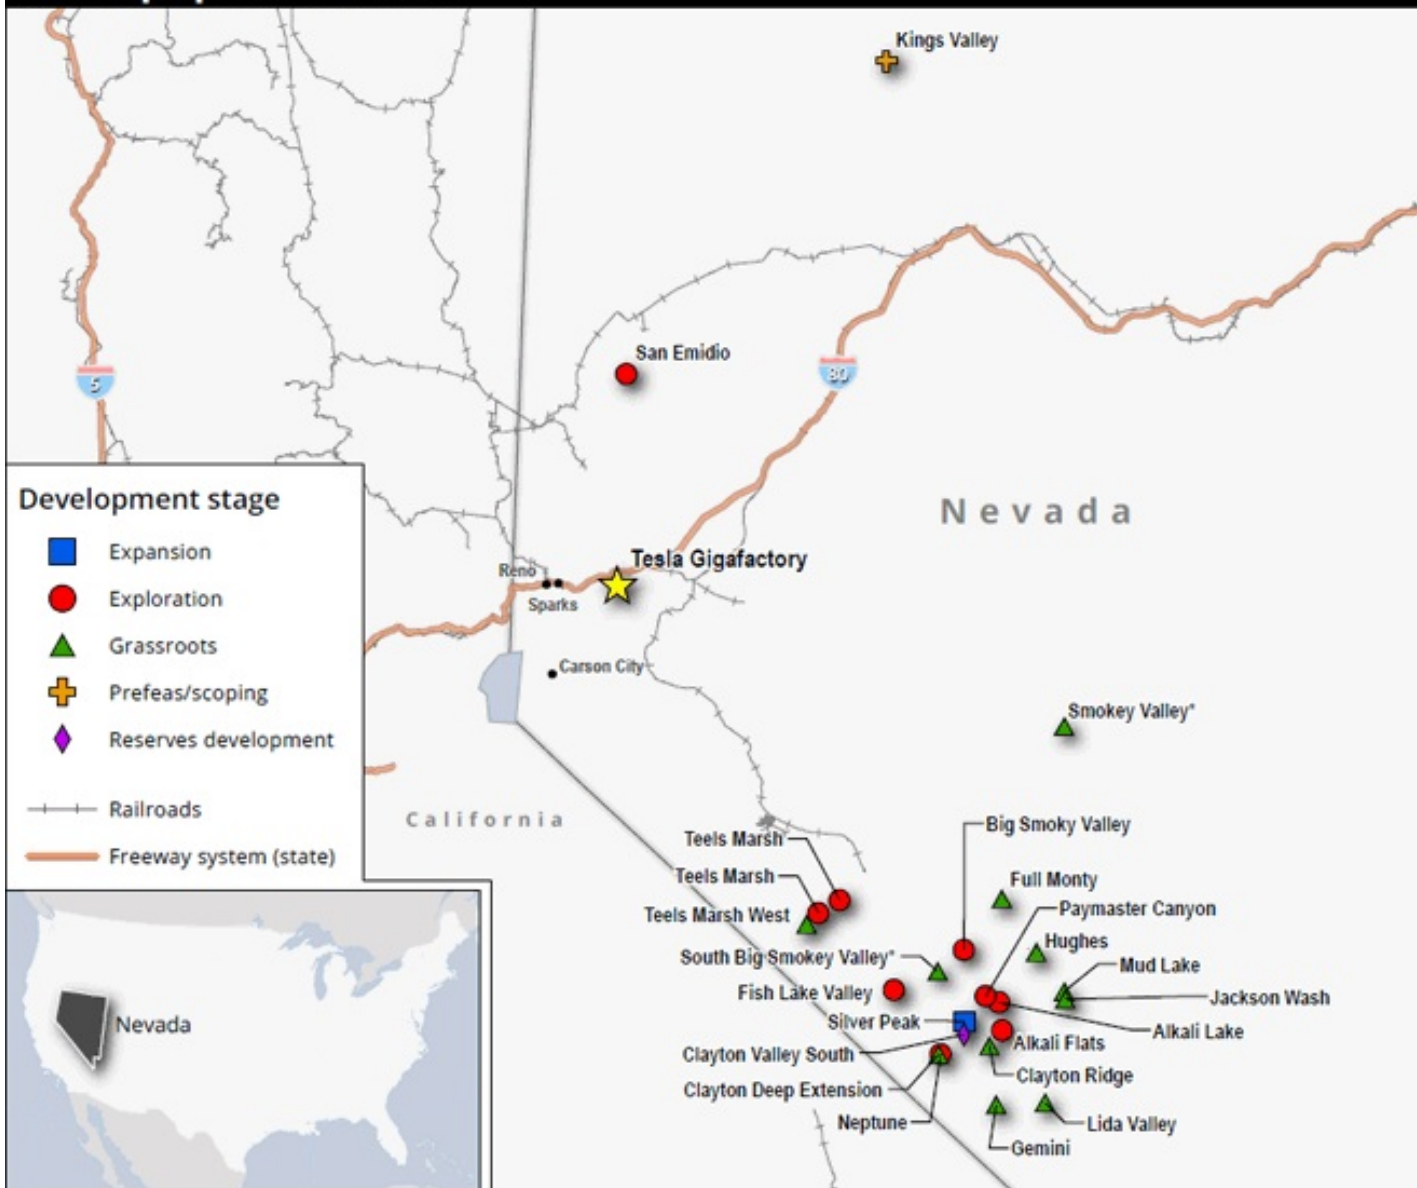 Kings Valley
San Emidio
5
80
Nevada
Development stage
Expansion
Exploration
Grassroots
Prefeas/scoping
Reserves development
Railroads
Freeway system (state)
Tesla Gigafactory
Reno
Sparks
Carson City
Smokey Valley*
California
Big Smoky Valley
Teels Marsh
Teels Marsh
Teels Marsh West
Full Monty
Paymaster Canyon
Hughes
South Big Smokey Valley*
Mud Lake
Fish Lake Valley
Jackson Wash
Silver Peak
Alkali Lake
Alkali Flats
Clayton Valley South
Clayton Ridge
Clayton Deep Extension
Neptune
Lida Valley
Gemini
Nevada